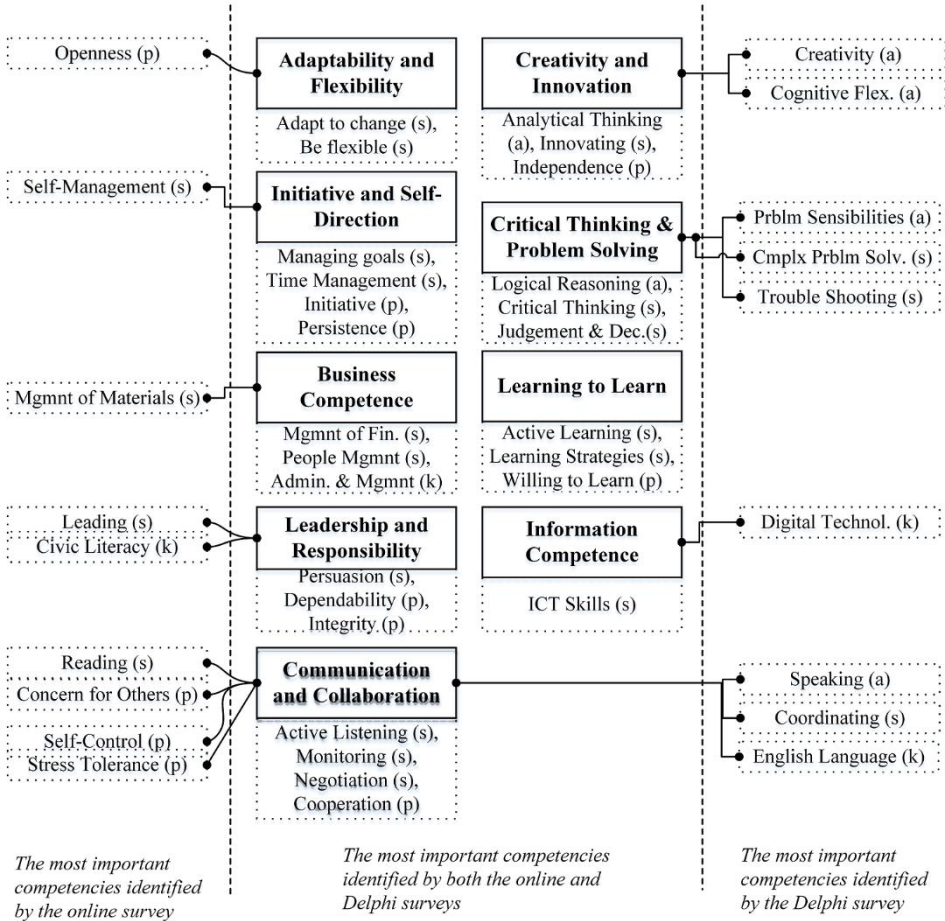 Openness (p)
Self-Management (s)
Mgmnt of Materials (s)
Leading (s)
Civic Literacy (k)
Reading (s)
Concern for Others (p)
Self-Control (p)
Stress Tolerance (p)
The most important
competencies identified
by the online survey
Adaptability and
Flexibility
Adapt to change (s),
Be flexible (s)
Initiative and Self-
Direction
Managing goals (s),
Time Management (s),
Initiative (p)
Persistence (p)
Business
Competence
Mgmnt of Fin. (s),
People Mgmnt (s),
Admin. & Mgmnt (k)
Leadership and
Responsibility
Persuasion (s),
Dependability (p),
Integrity (p)
Communication
and Collaboration
Active Listening (s),
Monitoring (s),
Negotiation (s),
Cooperation (p)
Creativity and
Innovation
Analytical Thinking
(a), Innovating (s),
Independence (p)
Critical Thinking &
Problem Solving
Logical Reasoning (a),
Critical Thinking (s),
Judgement & Dec.(s)
Learning to Learn
Active Learning (s),
Learning Strategies (s),
Willing to Learn (p)
Information
Competence
ICT Skills (s)
The most important competencies
identified by both the online and
Delphi surveys
Creativity (a)
Cognitive Flex. (a)
Prblm Sensibilities (a)
Cmplx Prblm Solv. (s)
Trouble Shooting (s)
Digital Technol. (k)
Speaking (a)
Coordinating (s)
English Language (k)
The most important
competencies identified
by the Delphi survey